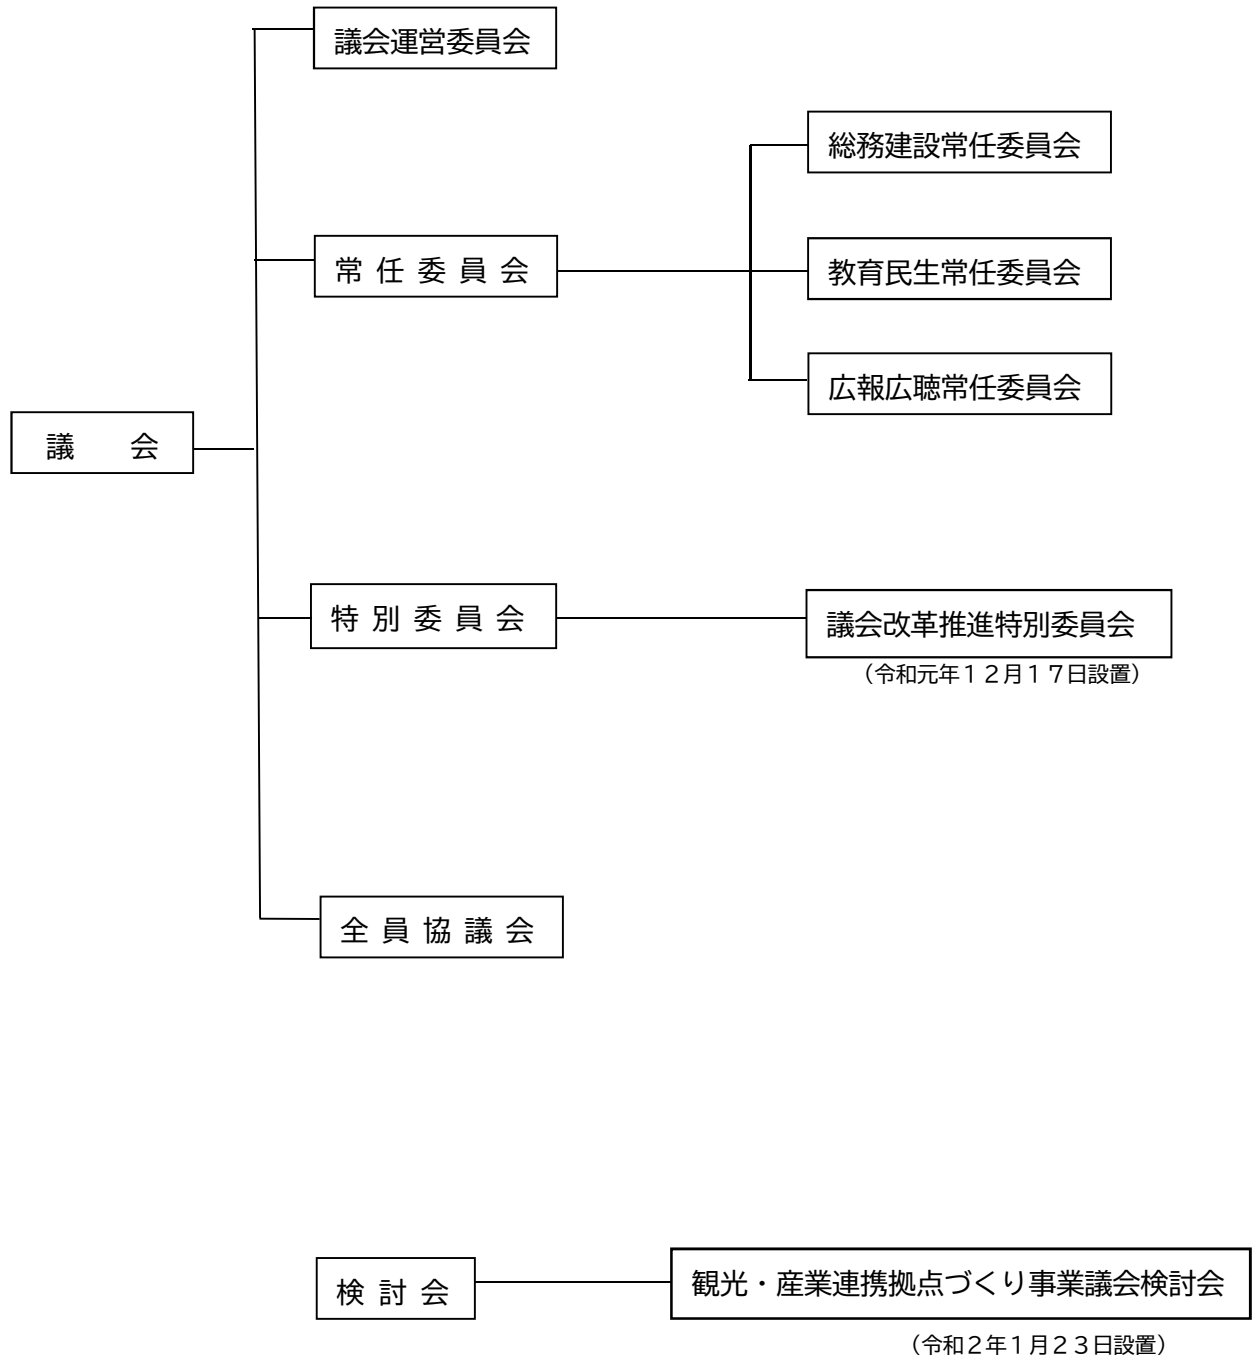 議会運営委員会
総務建設常任委員会
常任委員会
教育民生常任委員会
広報広聴常任委員会
議　会
特別委員会
議会改革推進特別委員会
（令和元年１２月１７日設置）
全員協議会
検討会
観光・産業連携拠点づくり事業議会検討会
（令和２年１月２３日設置）